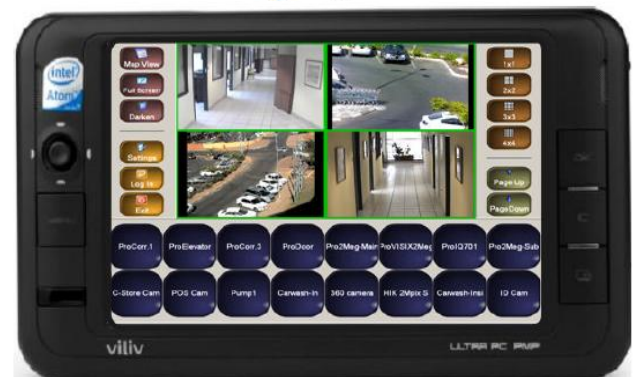 intel
Atom
Map View
Full Screen
Darken
Settings
Log In
Exit
1x1
2x2
3x3
4x4
Page Up
Page Down
ProCorr.1 ProElevator ProCorr.3 ProDoor Pro2Meg-Main ProVISIX2Meg ProIQ701 Pro2Meg-Sub
C-Store Cam POS Cam Pump1 Carwash-In 360 camera HIK 2Mpix S Carwash-Insi IQ Cam
viliv
ULTRA PC PMP